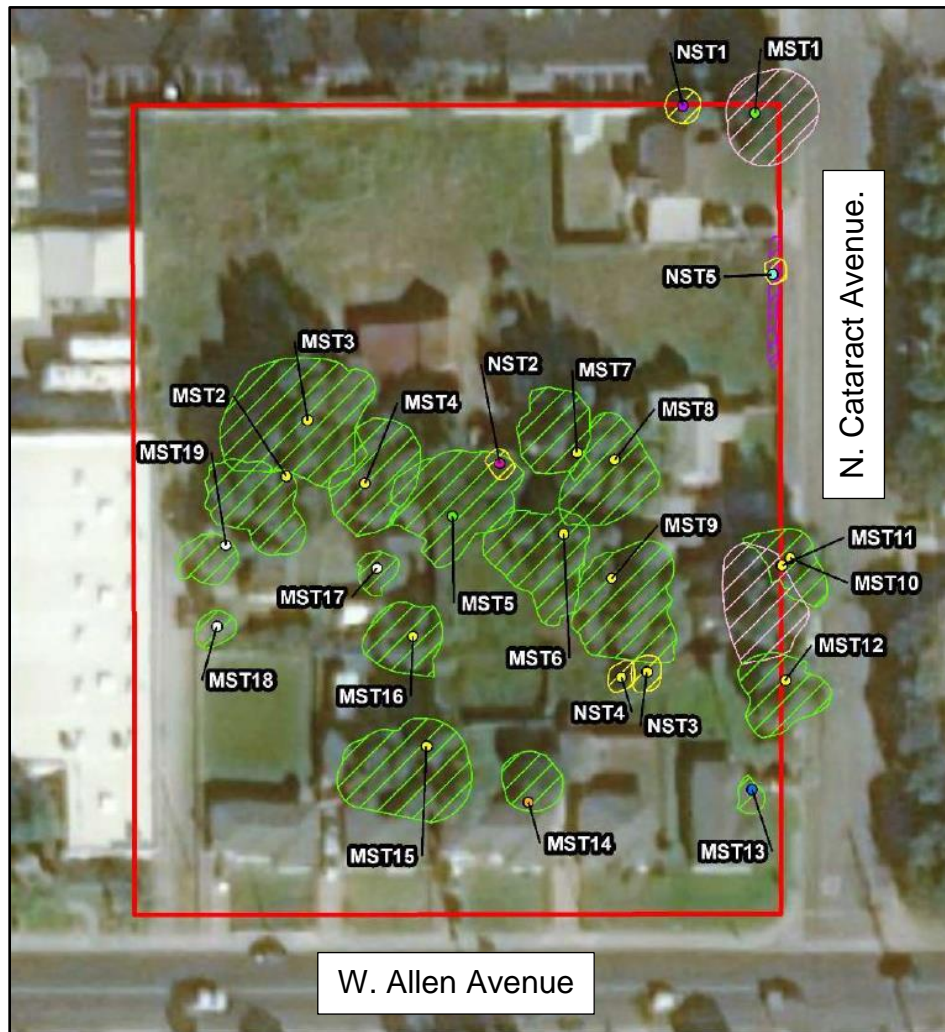 NST1
MST1
N. Cataract Avenue.
NST5
MST3
NST2
MST7
MST2
MST4
MST8
MST19
MST9
MST11
MST10
MST17
MST5
MST12
MST6
MST18
MST16
NST4
NST3
MST14
MST13
MST15
W. Allen Avenue